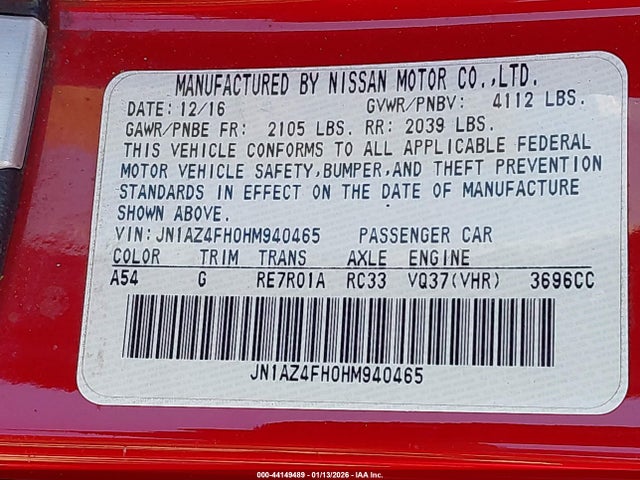 MANUFACTURED BY NISSAN MOTOR CO.,LTD.
DATE: 12/16 GVWR/PNBV: 4112 LBS.
GAWR/PNBE FR: 2105 LBS. RR: 2039 LBS.
THIS VEHICLE CONFORMS TO ALL APPLICABLE FEDERAL
MOTOR VEHICLE SAFETY,BUMPER,AND THEFT PREVENTION
STANDARDS IN EFFECT ON THE DATE OF MANUFACTURE
SHOWN ABOVE.
VIN:JN1AZ4FH0HM940465 PASSENGER CAR
COLOR TRIM TRANS AXLE ENGINE
A54 G RE7R01A RC33 VQ37(VHR) 3696CC
JN1AZ4FH0HM940465
000-44149489 - 01/13/2026 - IAA Inc.